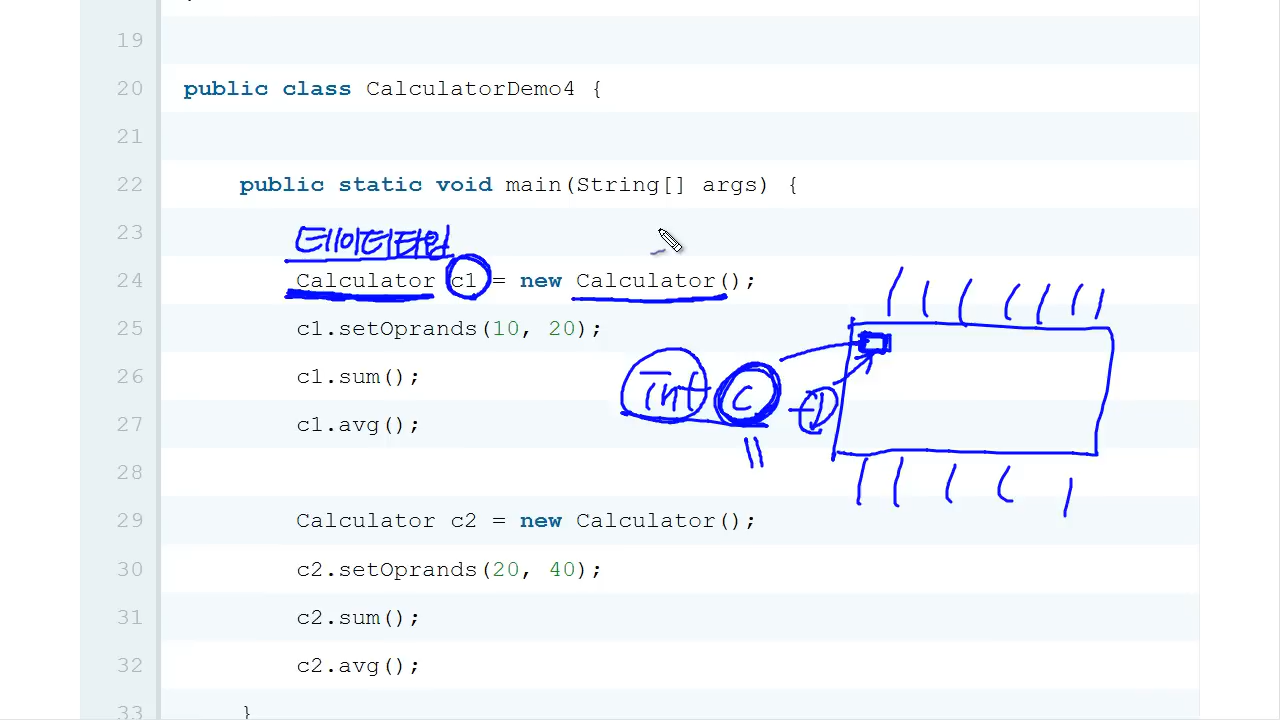 19
20 public class CalculatorDemo4 {
21
22 public static void main(String[] args) {
23
데이터타입
24 Calculator c1 = new Calculator();
25 c1.setOprands(10, 20);
26 c1.sum();
int c
27 c1.avg();
28
29 Calculator c2 = new Calculator();
30 c2.setOprands(20, 40);
31 c2.sum();
32 c2.avg();
33 }